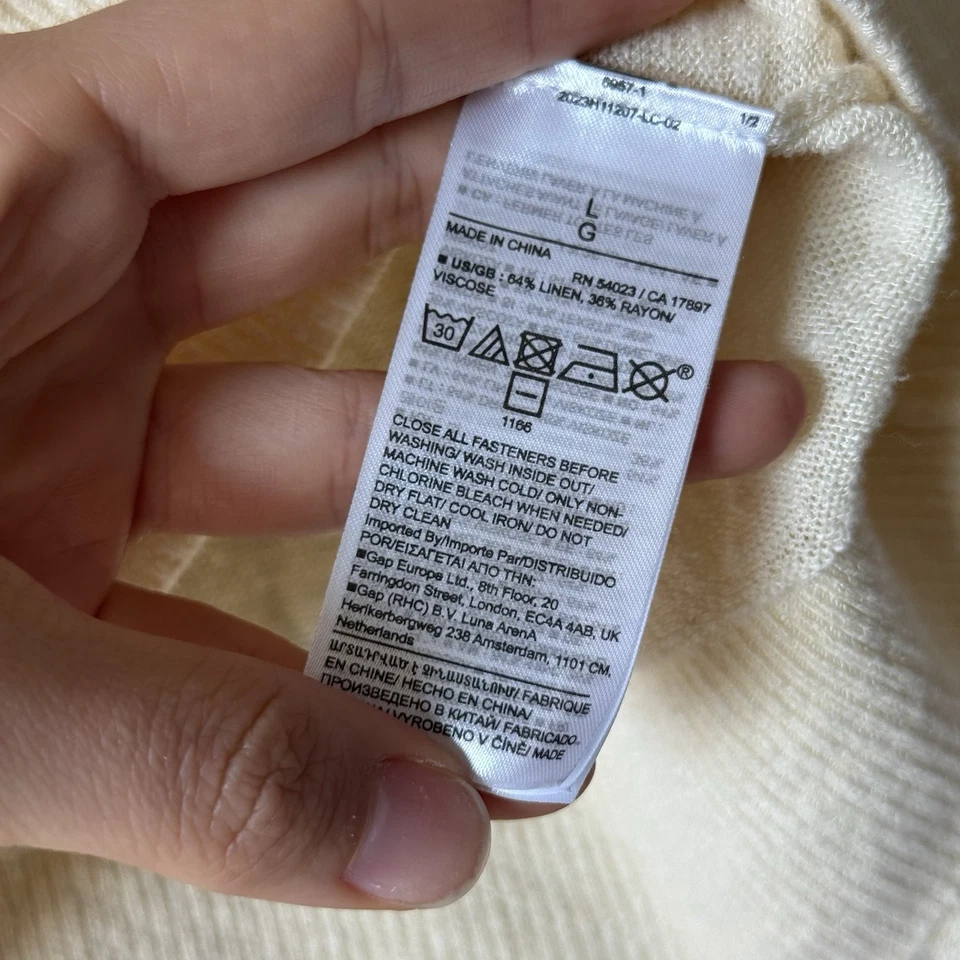 5957-1
2023H11207-LC-02
1/2
L
G
MADE IN CHINA RN 54023 / CA 17897
■ US/GB : 64% LINEN, 36% RAYON/
VISCOSE
30
®
1166
CLOSE ALL FASTENERS BEFORE
WASHING/ WASH INSIDE OUT/
MACHINE WASH COLD/ ONLY NON-
CHLORINE BLEACH WHEN NEEDED/
DRY FLAT/ COOL IRON/ DO NOT
DRY CLEAN
Imported By/Importe Par/DISTRIBUIDO
POR/ΕΙΣΑΓΕΤΑΙ ΑΠΟ ΤΗΝ:
■Gap Europe Ltd., 8th Floor, 20
Farringdon Street, London, EC4A 4AB, UK
■Gap (RHC) B.V. Luna ArenA
Herikerbergweg 238 Amsterdam, 1101 CM,
Netherlands
ԱՐՏԱԴՎԱԾ Է ՉԻՆԱՍՏԱՆՈՒՄ/ FABRIQUE
EN CHINE/ HECHO EN CHINA/
ПРОИЗВЕДЕНО В КИТАЙ/ FABRICADO
VYROBENO V ČÍNĚ/ MADE